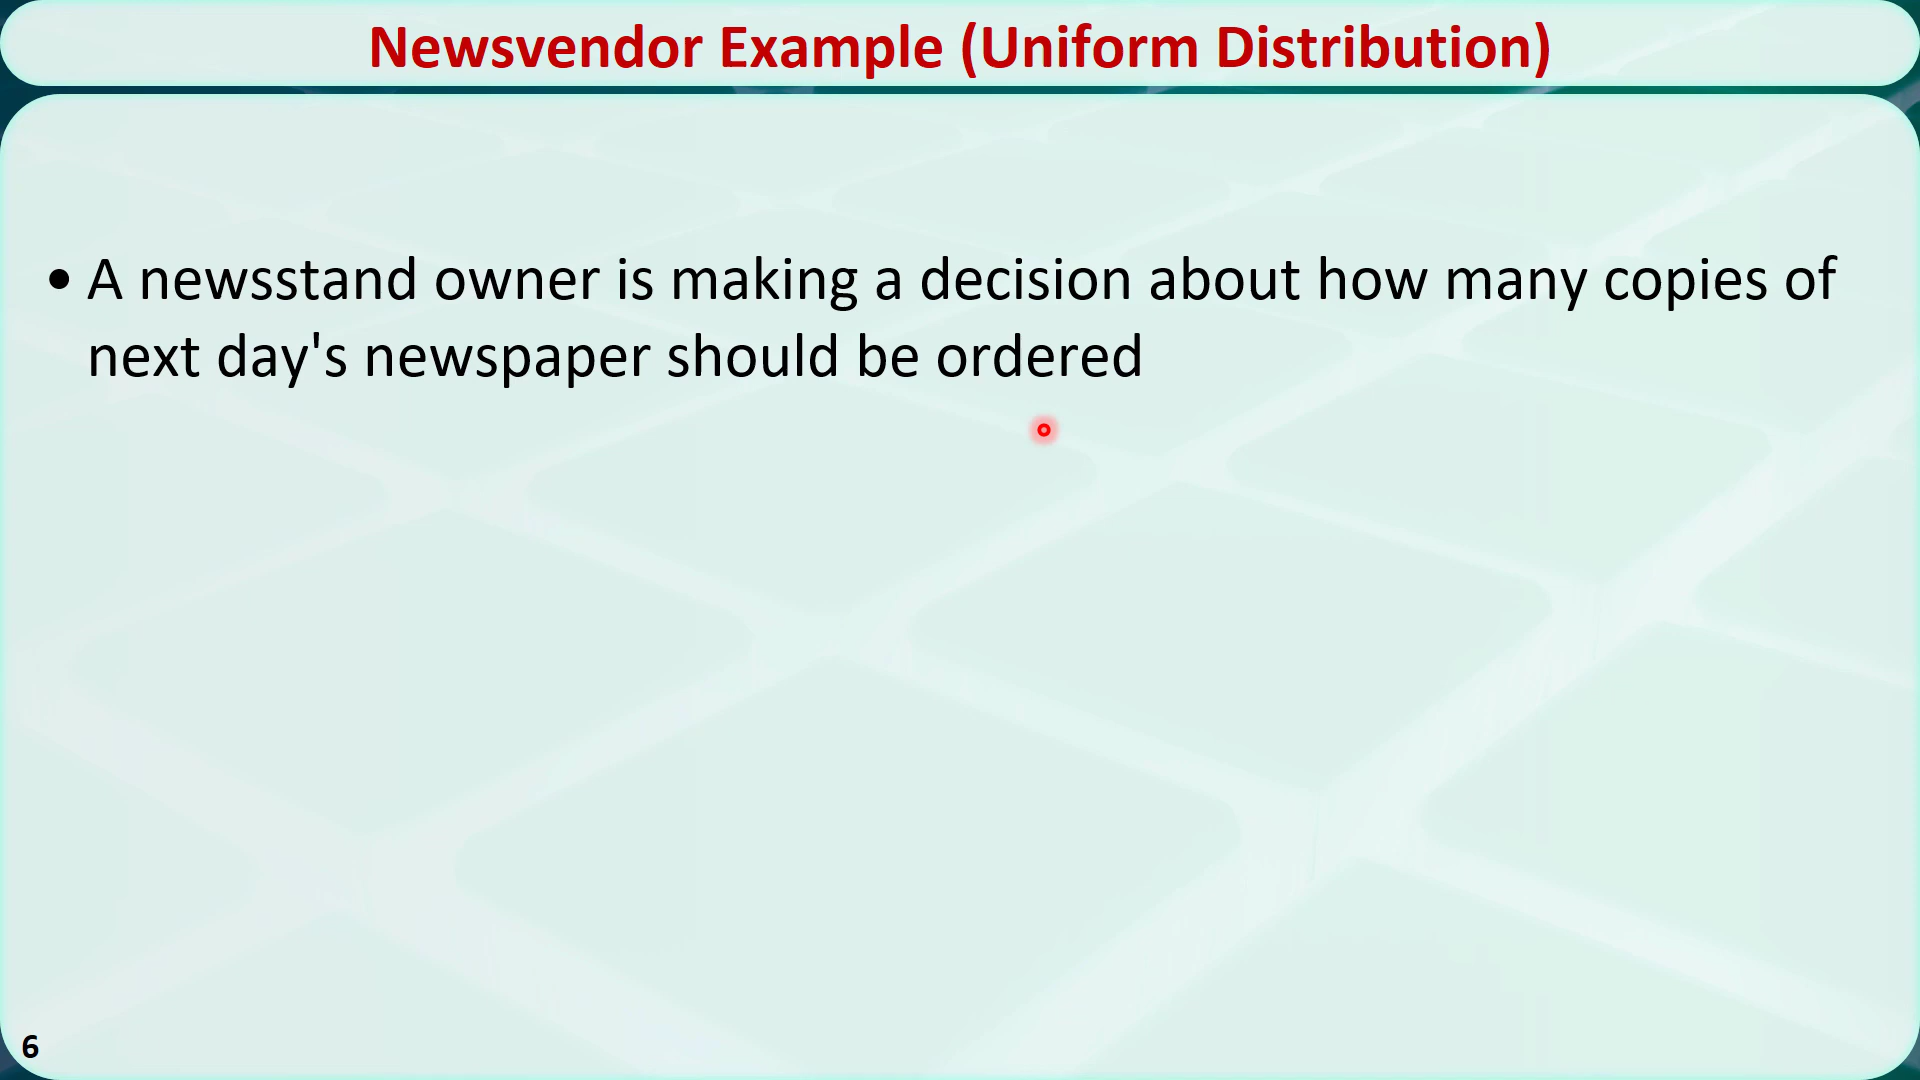 Newsvendor Example (Uniform Distribution)
• A newsstand owner is making a decision about how many copies of
next day's newspaper should be ordered
6